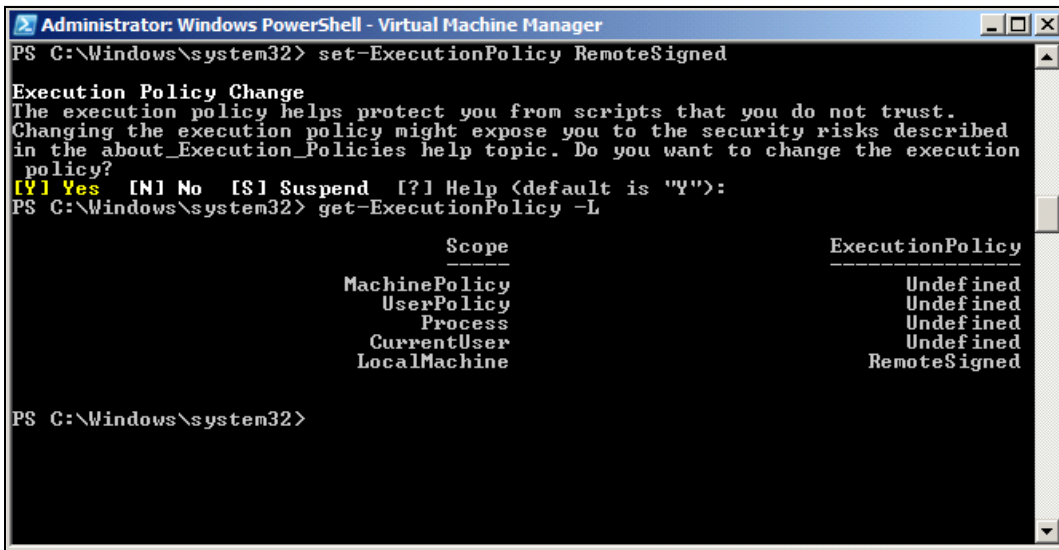 Administrator: Windows PowerShell - Virtual Machine Manager
PS C:\Windows\system32> set-ExecutionPolicy RemoteSigned
Execution Policy Change
The execution policy helps protect you from scripts that you do not trust.
Changing the execution policy might expose you to the security risks described
in the about_Execution_Policies help topic. Do you want to change the execution
policy?
[Y] Yes  [N] No  [S] Suspend  [?] Help (default is "Y"):
PS C:\Windows\system32> get-ExecutionPolicy -L
Scope ExecutionPolicy
----- ---------------
MachinePolicy Undefined
UserPolicy Undefined
Process Undefined
CurrentUser Undefined
LocalMachine RemoteSigned
PS C:\Windows\system32>